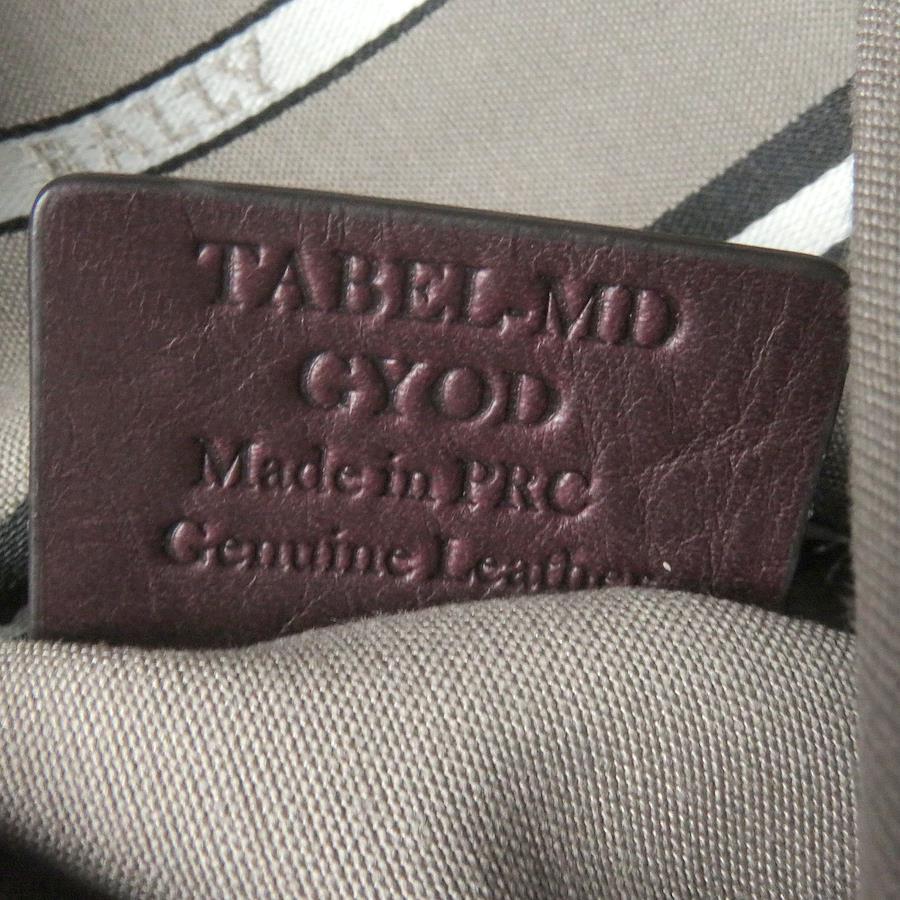 BALLY
TABEL-MD
GYOD
Made in PRC
Genuine Leather